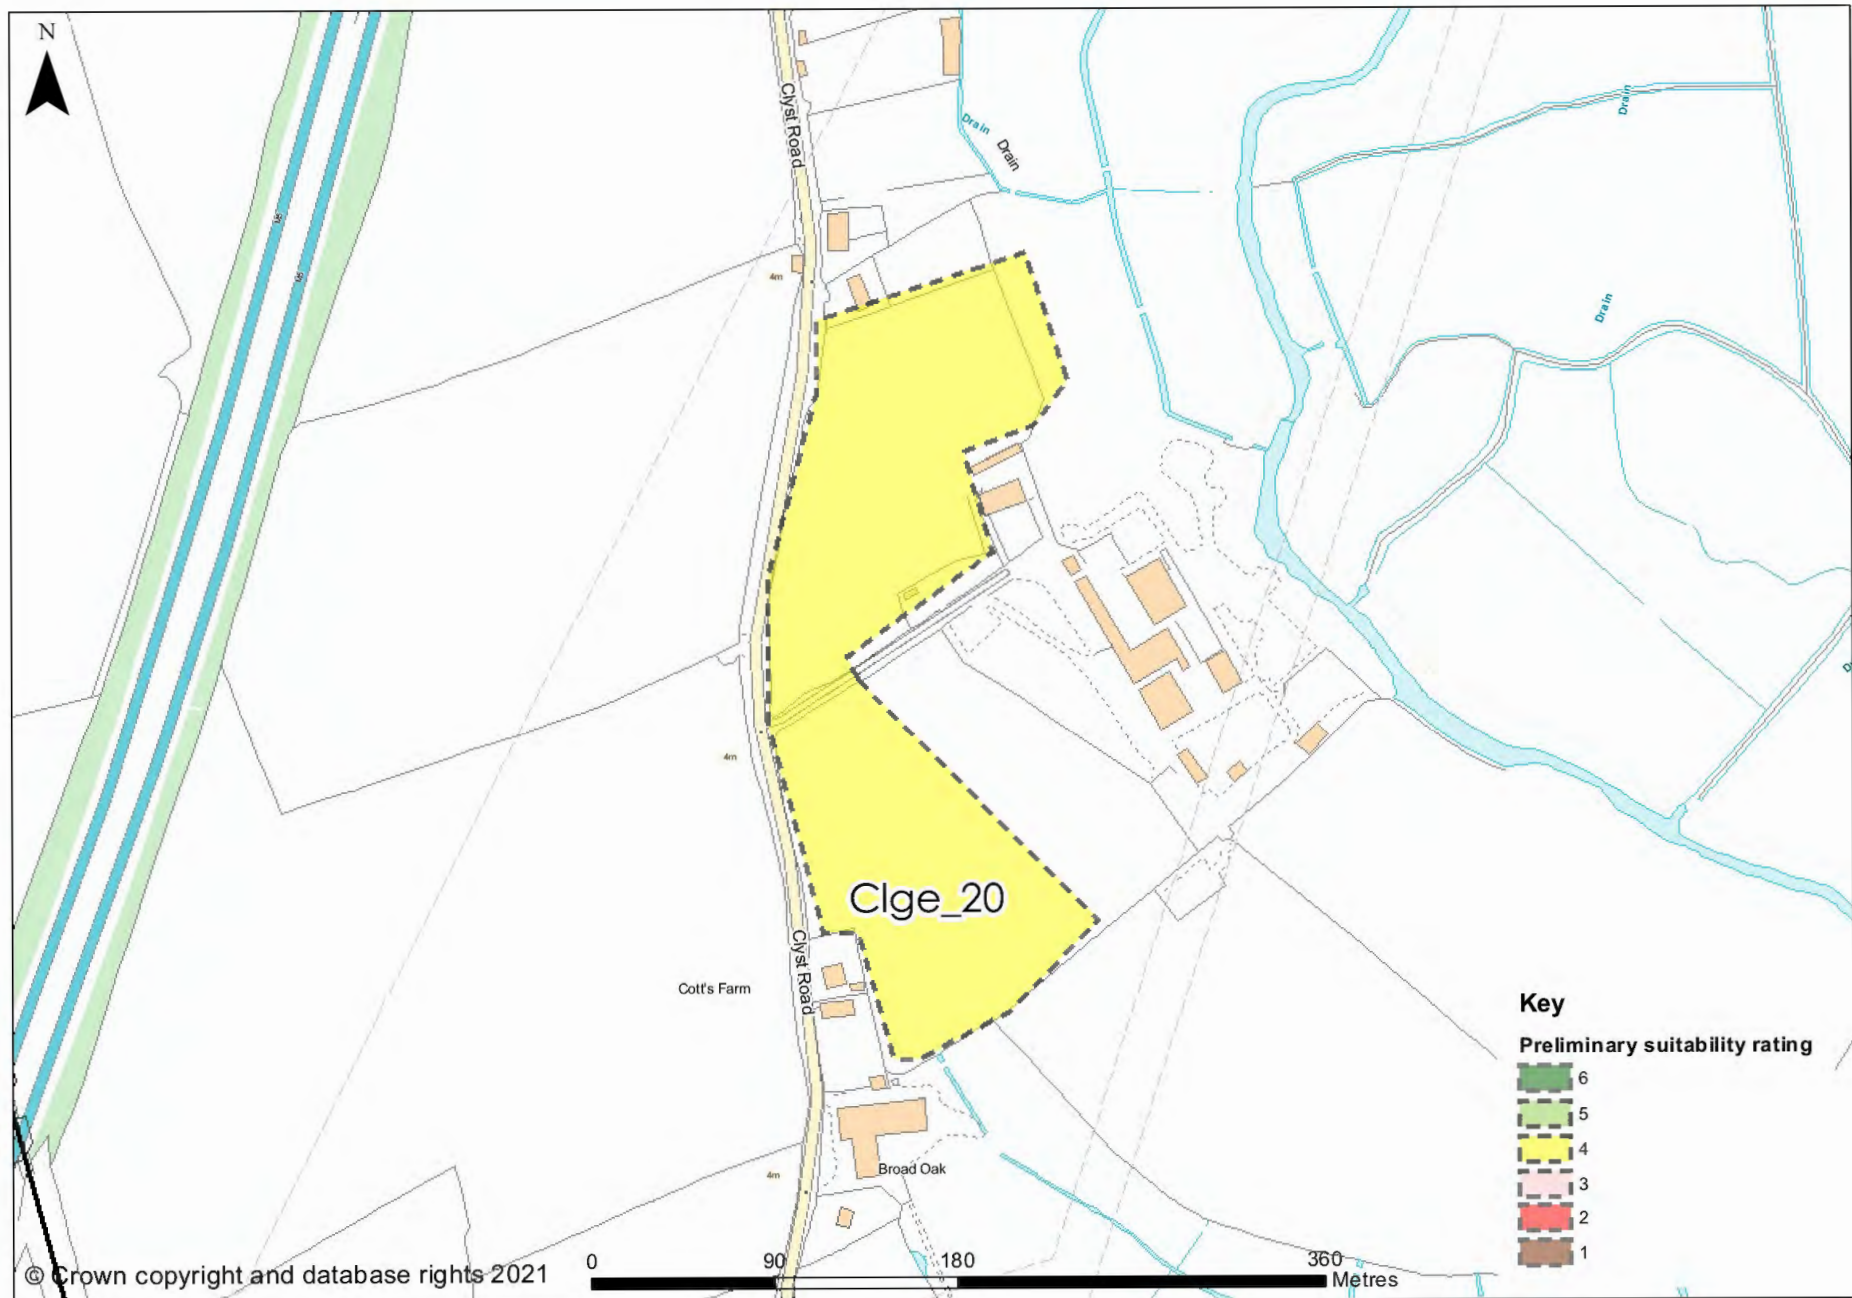 N
Clyst Road
Drain
Drain
Drain
4m
Drain
4m
Clge_20
Clyst Road
Cott's Farm
Key
Preliminary suitability rating
6
5
4
3
2
1
4m
Broad Oak
0 90 180 360
Metres
© Crown copyright and database rights 2021